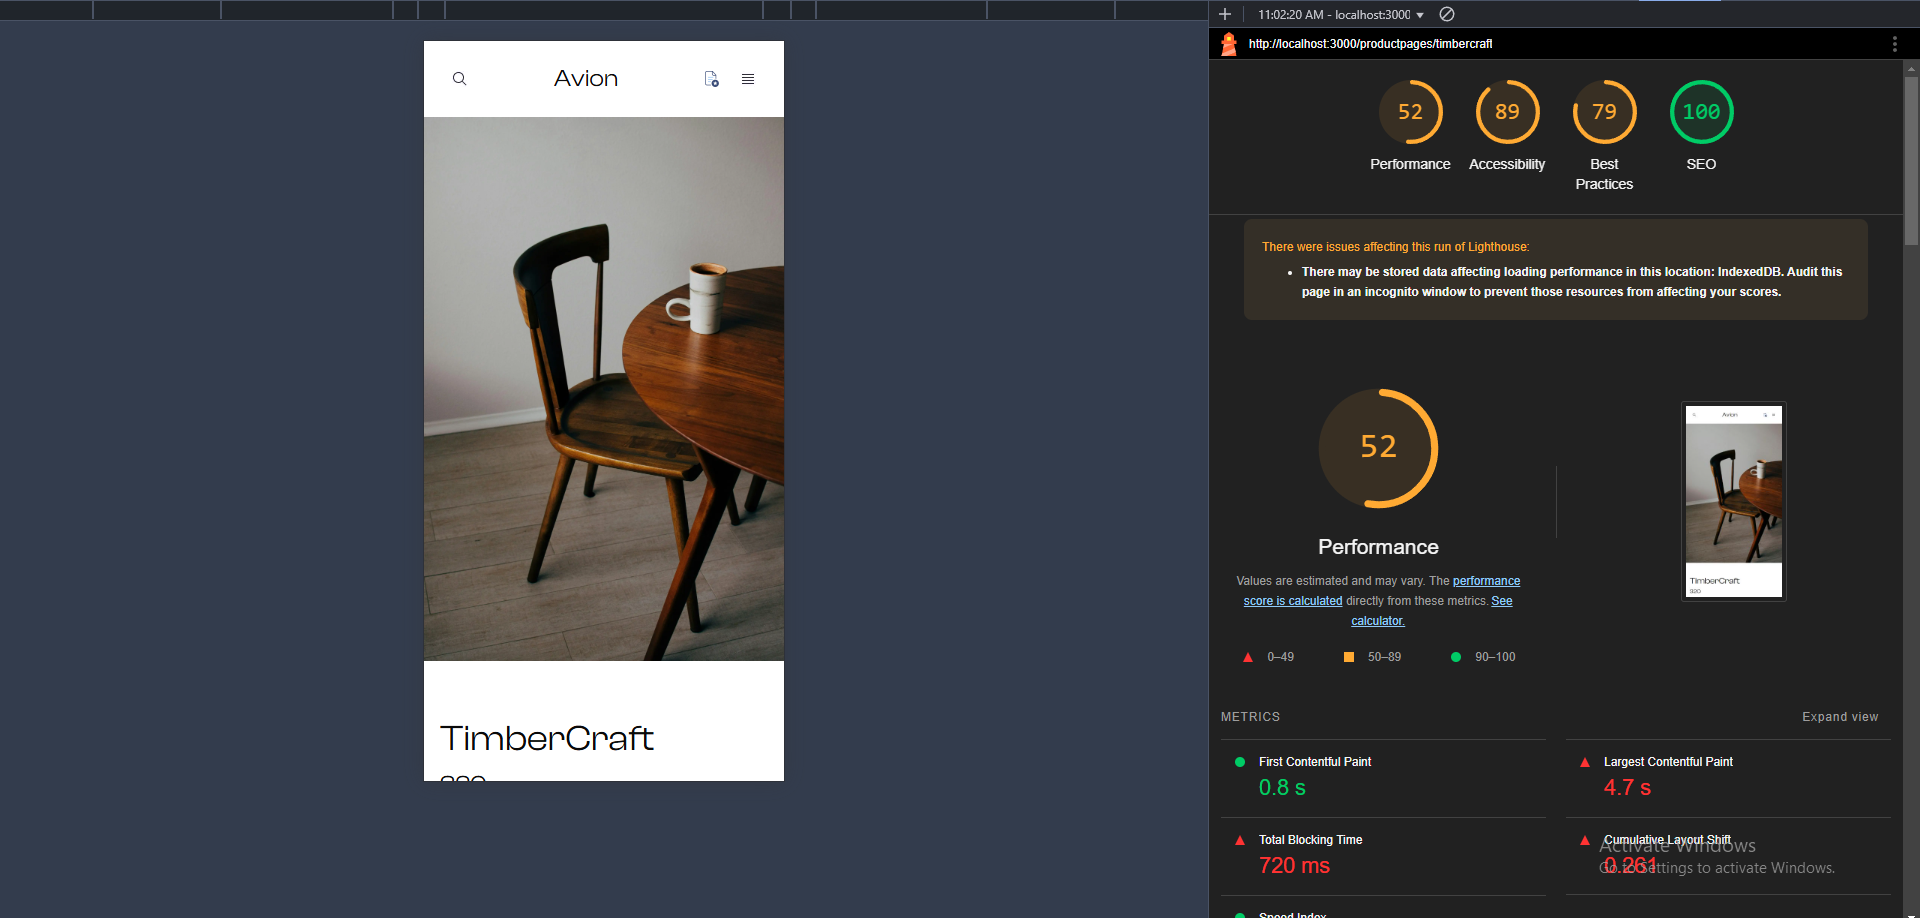 11:02:20 AM - localhost:3000
http://localhost:3000/productpages/timbercraft
Avion
TimberCraft
52
89
79
100
Performance
Accessibility
Best
Practices
SEO
There were issues affecting this run of Lighthouse:
There may be stored data affecting loading performance in this location: IndexedDB. Audit this
page in an incognito window to prevent those resources from affecting your scores.
52
Performance
Values are estimated and may vary. The performance
score is calculated directly from these metrics. See
calculator.
0–49
50–89
90–100
Avion
TimberCraft
METRICS
Expand view
First Contentful Paint
0.8 s
Largest Contentful Paint
4.7 s
Total Blocking Time
720 ms
Cumulative Layout Shift
0.261
Activate Windows
Go to Settings to activate Windows.
Speed Index